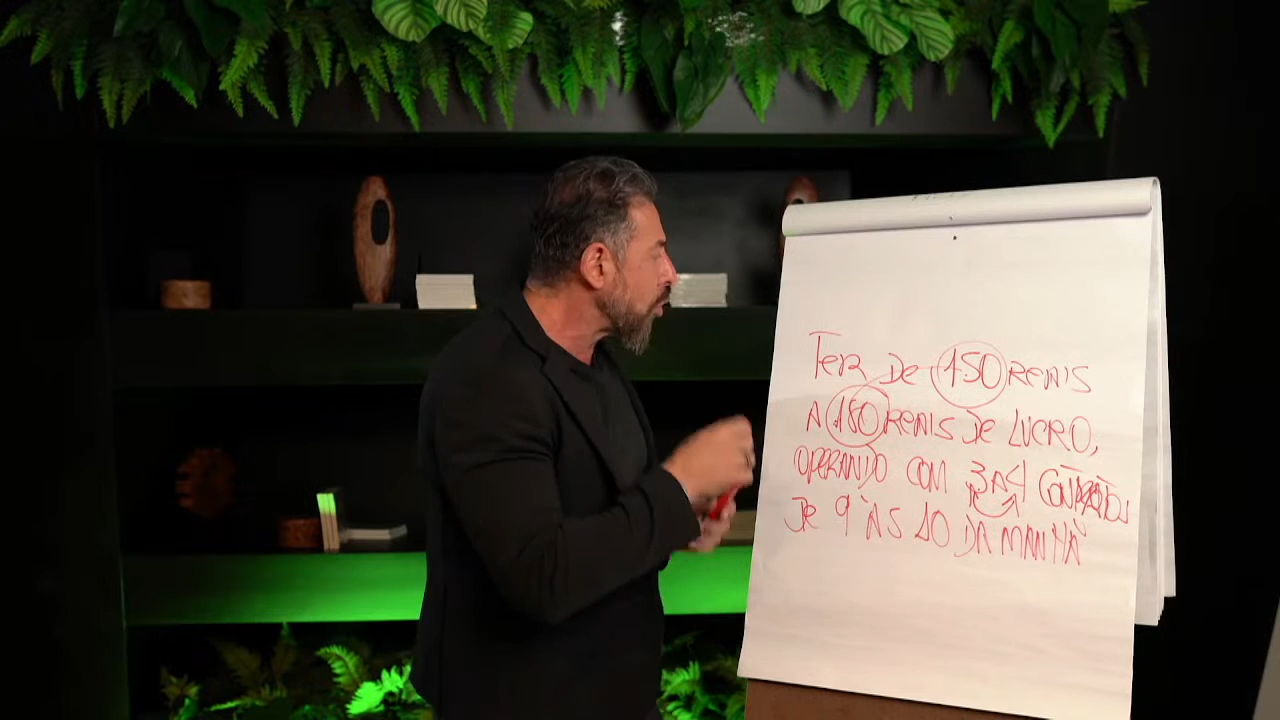 TER DE 150 REAIS
A 180 REAIS DE LUCRO,
OPERANDO COM 3 A 4 CONTRATOS
DE 9 ÀS 10 DA MANHÃ